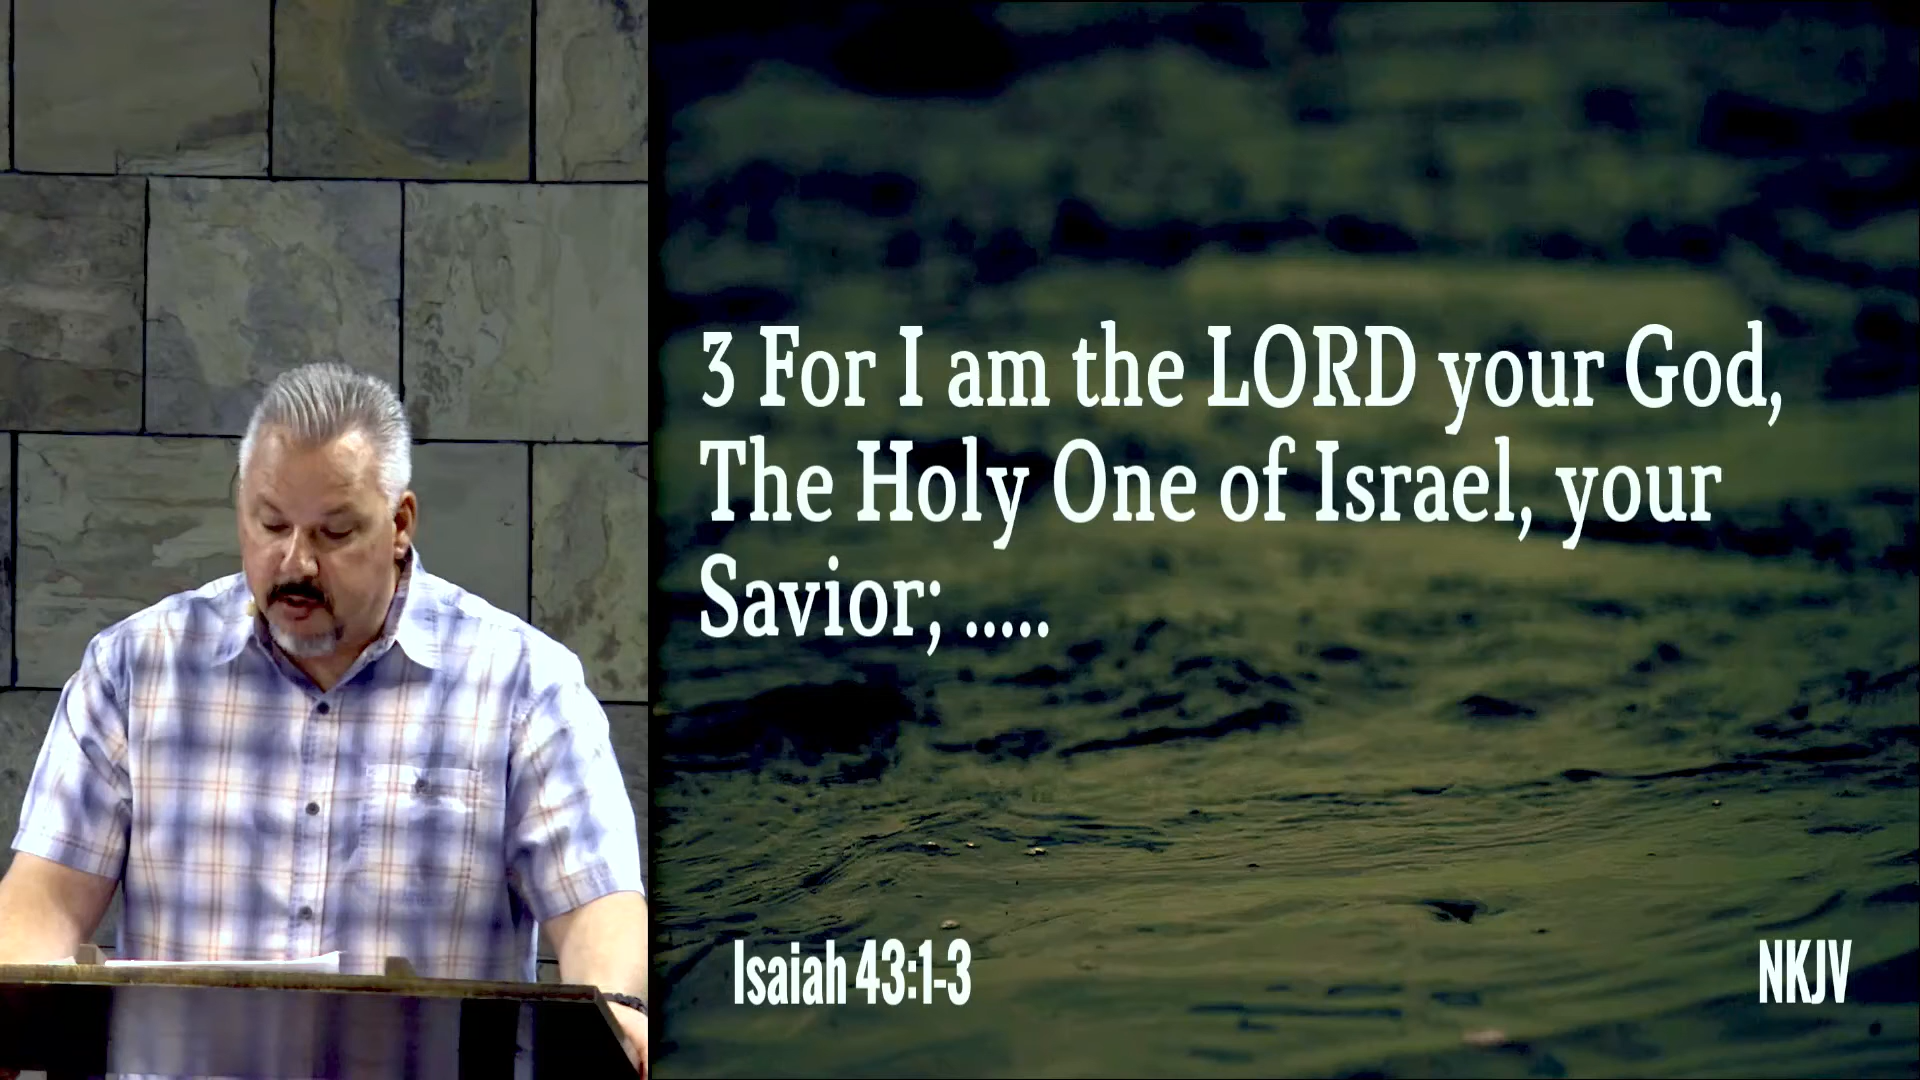 3 For I am the LORD your God,
The Holy One of Israel, your
Savior; .....
Isaiah 43:1-3
NKJV